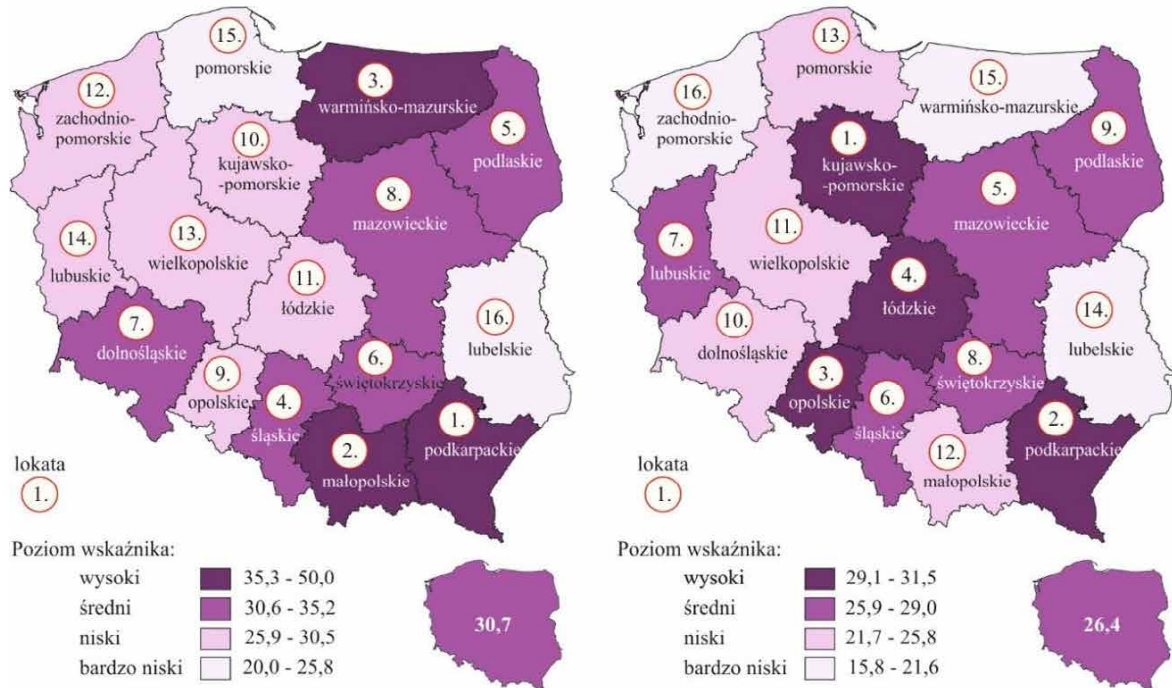 15.
pomorskie
12.
zachodnio-
pomorskie
3.
warmińsko-mazurskie
5.
podlaskie
10.
kujawsko-
-pomorskie
8.
mazowieckie
14.
lubuskie
13.
wielkopolskie
11.
łódzkie
16.
lubelskie
7.
dolnośląskie
9.
opolskie
4.
śląskie
6.
świętokrzyskie
2.
małopolskie
1.
podkarpackie
lokata
1.
Poziom wskaźnika:
wysoki 35,3 - 50,0
średni 30,6 - 35,2
niski 25,9 - 30,5
bardzo niski 20,0 - 25,8
30,7
13.
pomorskie
16.
zachodnio-
pomorskie
15.
warmińsko-mazurskie
9.
podlaskie
1.
kujawsko-
-pomorskie
5.
mazowieckie
7.
lubuskie
11.
wielkopolskie
4.
łódzkie
14.
lubelskie
10.
dolnośląskie
3.
opolskie
6.
śląskie
8.
świętokrzyskie
12.
małopolskie
2.
podkarpackie
lokata
1.
Poziom wskaźnika:
wysoki 29,1 - 31,5
średni 25,9 - 29,0
niski 21,7 - 25,8
bardzo niski 15,8 - 21,6
26,4